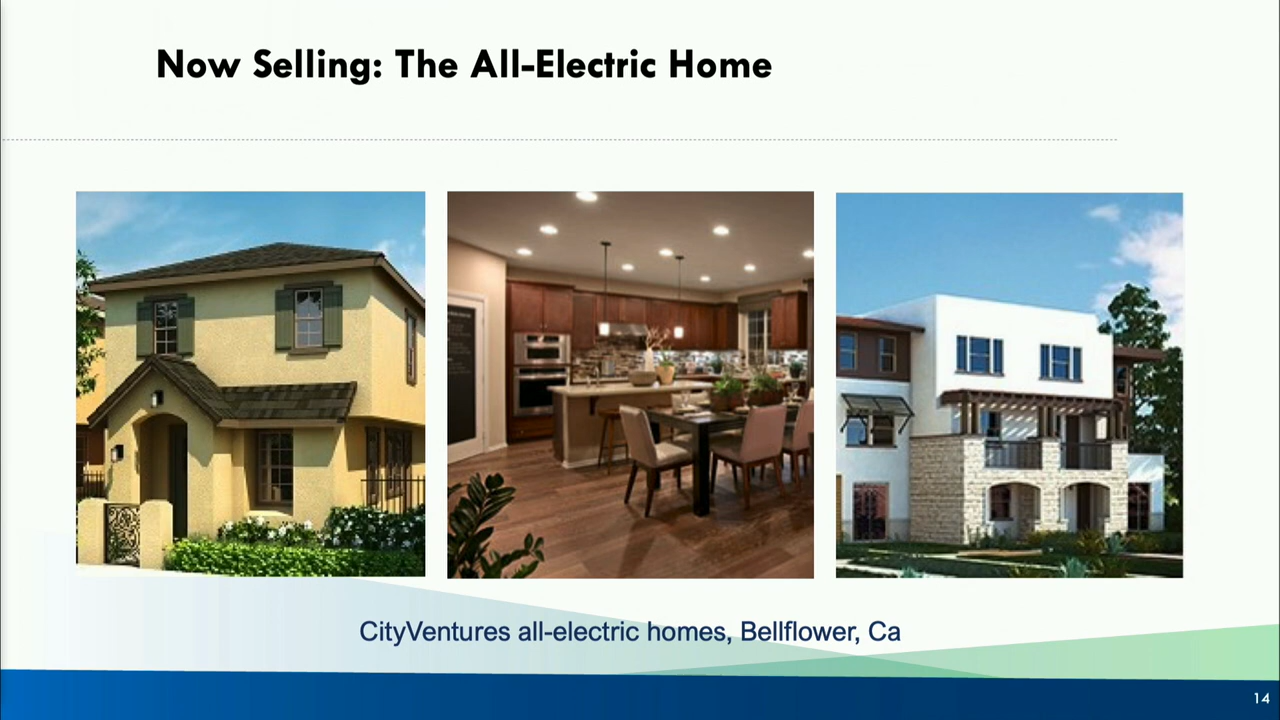 Now Selling: The All-Electric Home
CityVentures all-electric homes, Bellflower, Ca
14